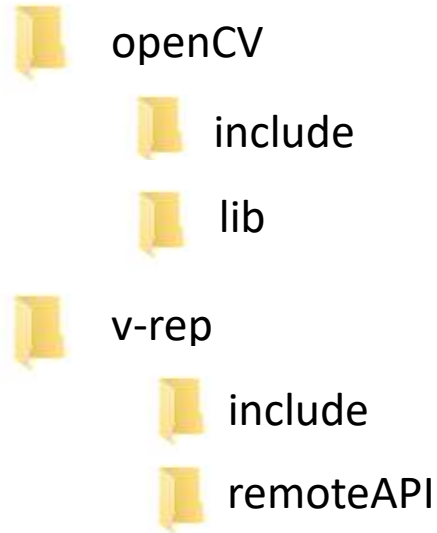 openCV
include
lib
v-rep
include
remoteAPI